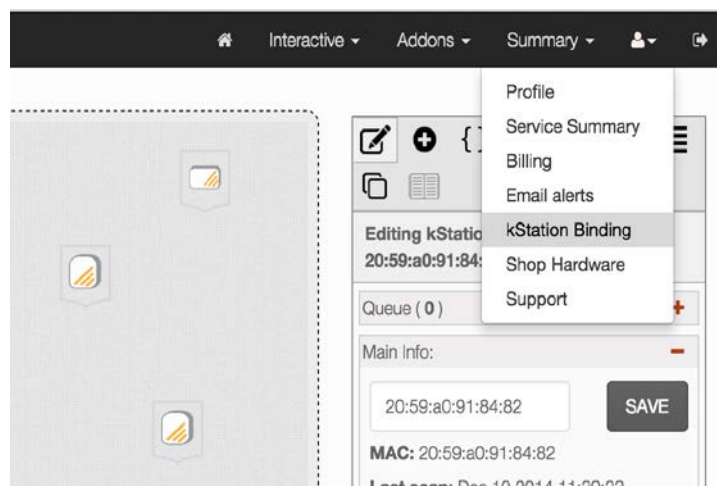 Interactive
Addons
Summary
Profile
Service Summary
Billing
Email alerts
kStation Binding
Shop Hardware
Support
Editing
20:59:a0:91:84:
Queue ( 0 )
Main Info:
20:59:a0:91:84:82
SAVE
MAC: 20:59:a0:91:84:82